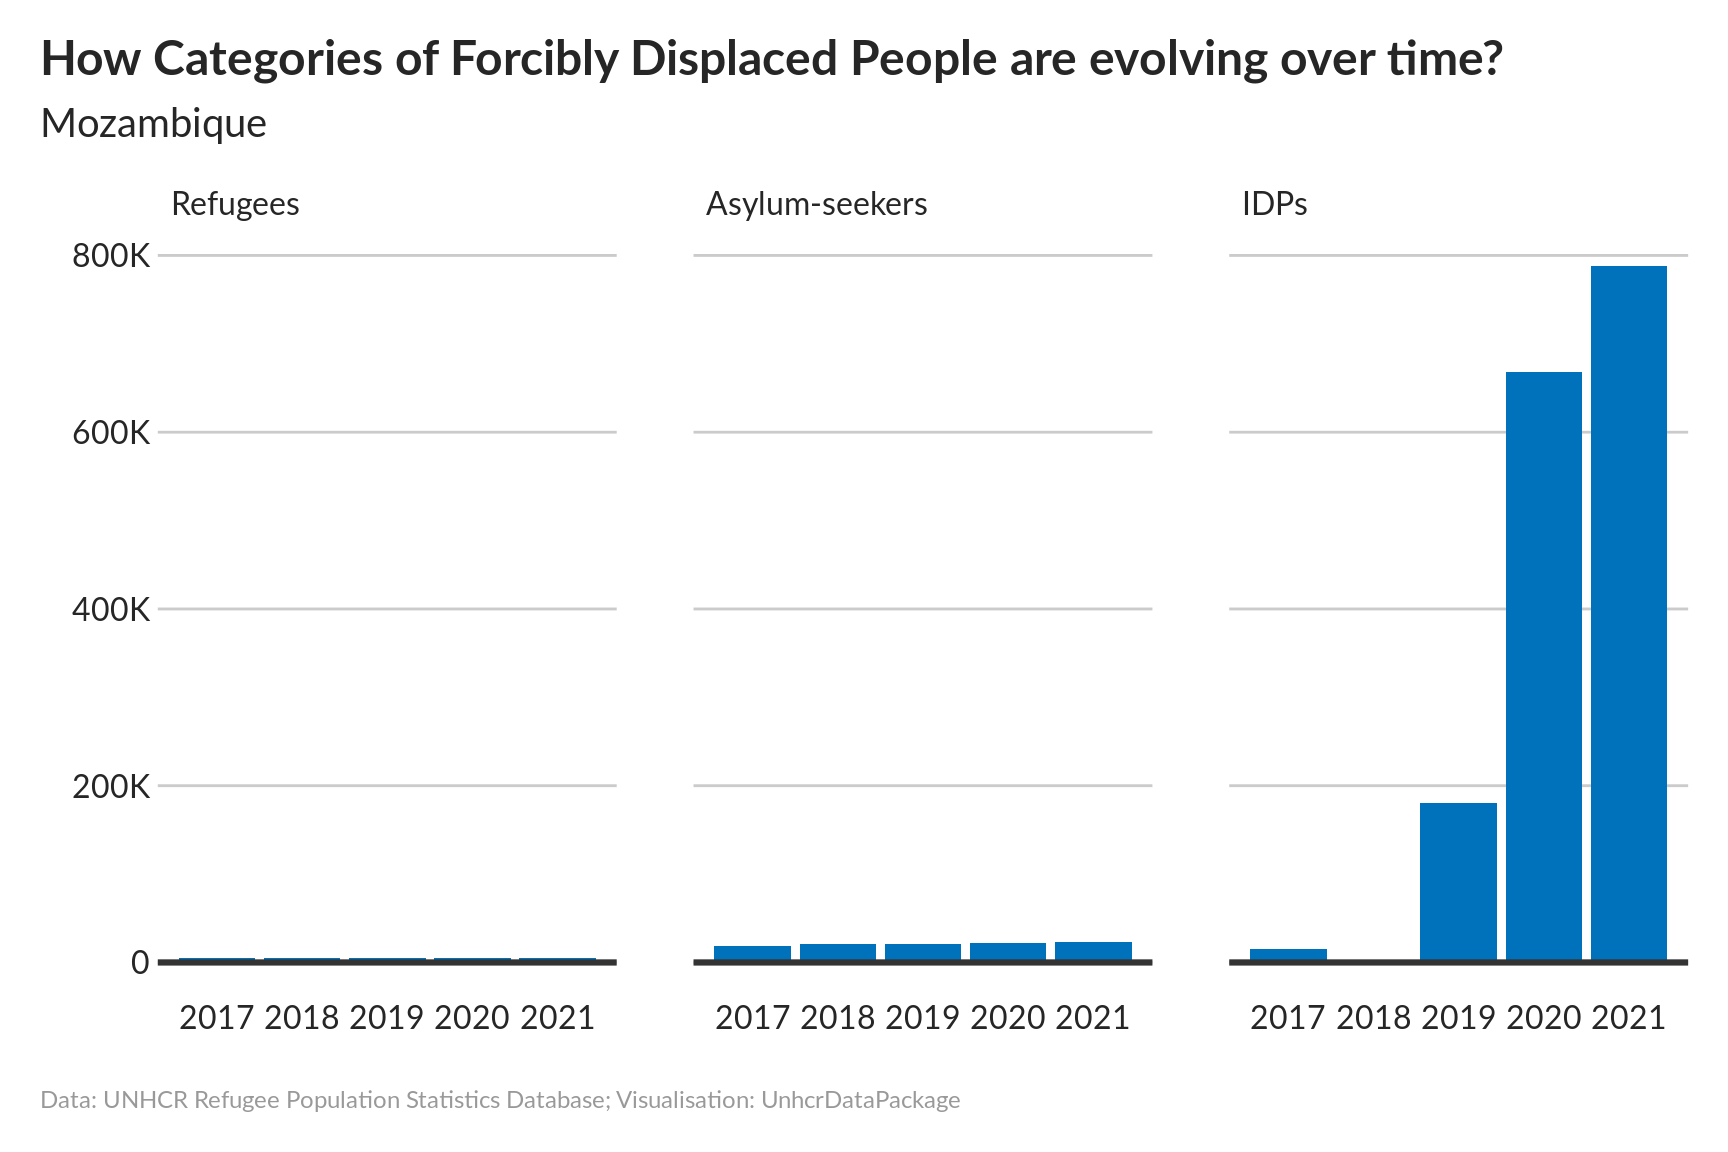 How Categories of Forcibly Displaced People are evolving over time?
Mozambique
Refugees Asylum-seekers IDPs
800K
600K
400K
200K
0
2017 2018 2019 2020 2021 2017 2018 2019 2020 2021 2017 2018 2019 2020 2021
Data: UNHCR Refugee Population Statistics Database; Visualisation: UnhcrDataPackage